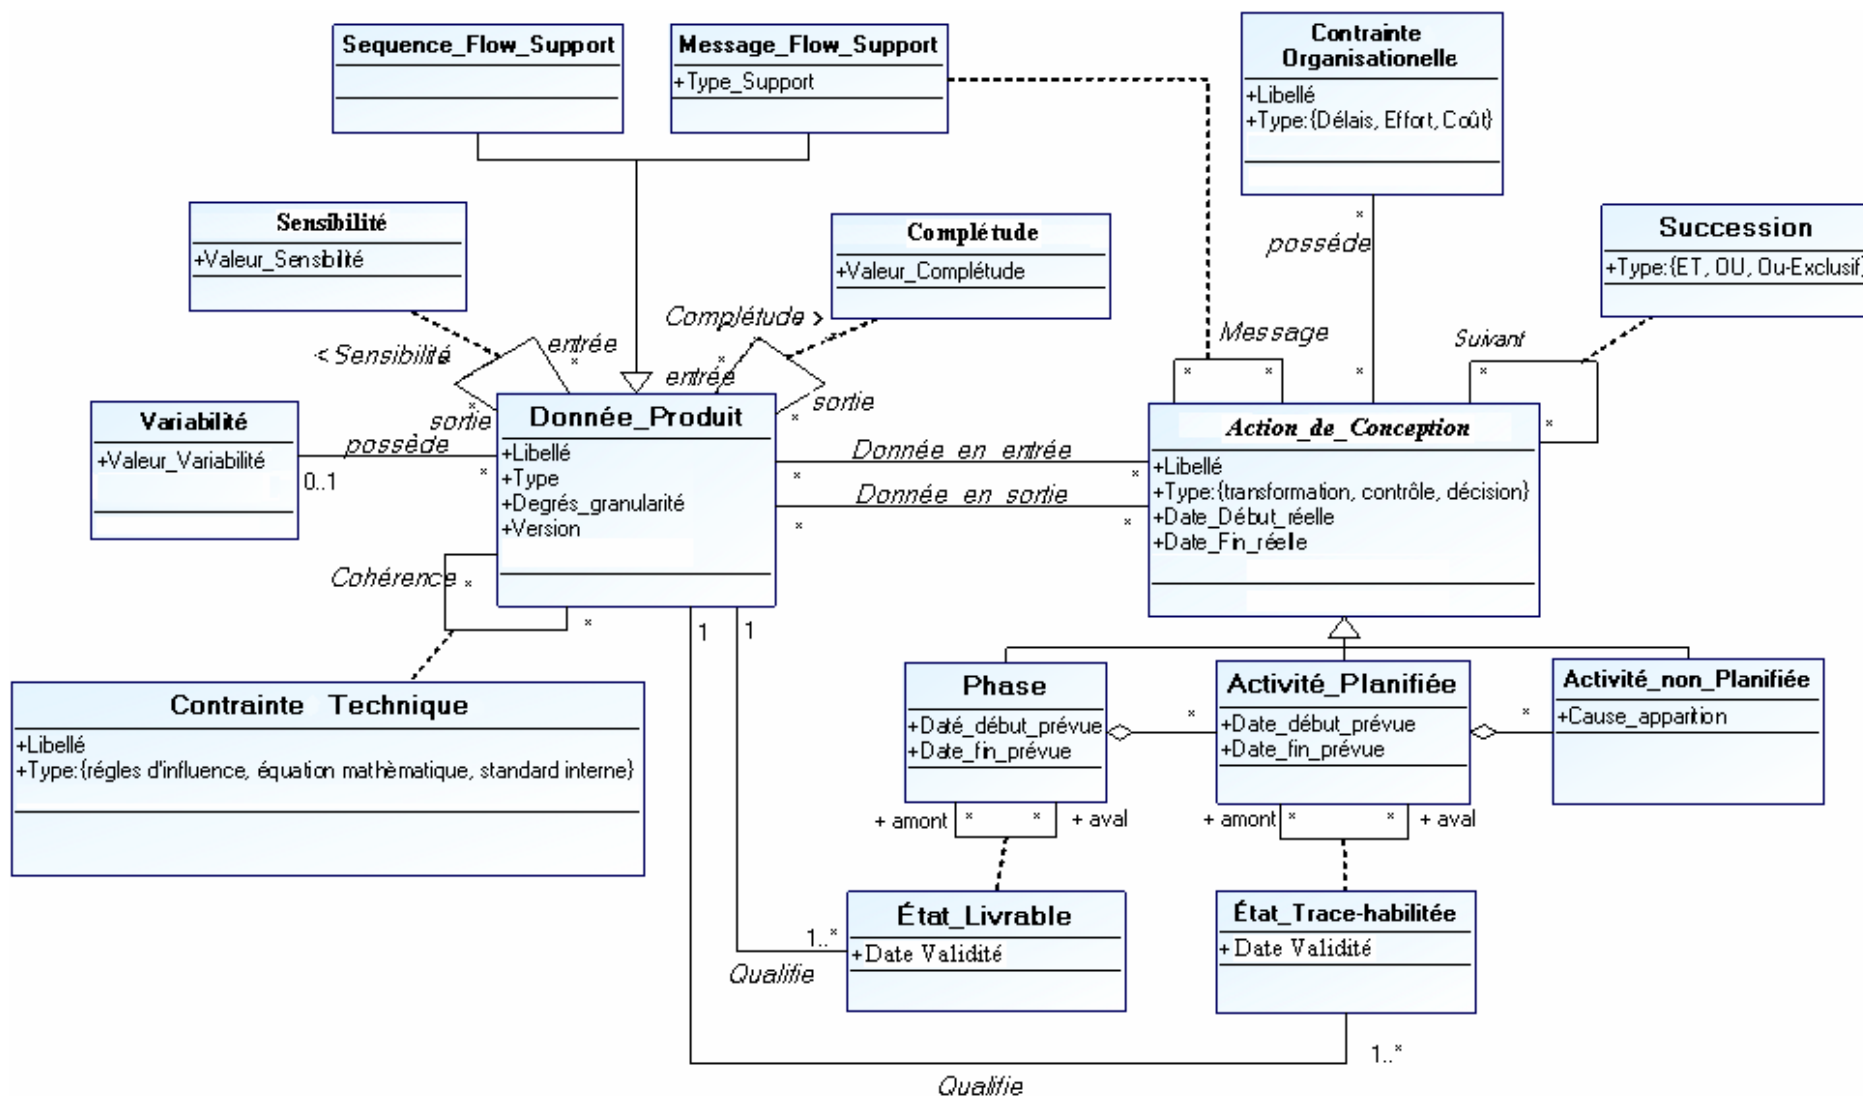 Sequence_Flow_Support
Message_Flow_Support
+Type_Support
Contrainte
Organisationelle
+Libellé
+Type:{Délais, Effort, Coût}
Sensibilité
+Valeur_Sensibilité
Complétude
+Valeur_Complétude
Succession
+Type:{ET, OU, Ou-Exclusif}
*
posséde
Complétude >
< Sensibilité
entrée
*
*
entrée
*
sortie
sortie
*
Message
*
*
*
Suivant
*
*
Variabilité
+Valeur_Variabilité
possède
0..1
*
Donnée_Produit
+Libellé
+Type
+Degrés_granularité
+Version
Donnée en entrée
*
*
Donnée en sortie
*
*
Action_de_Conception
+Libellé
+Type:{transformation, contrôle, décision}
+Date_Début_réelle
+Date_Fin_réelle
Cohérence
*
*
1
1
Contrainte Technique
+Libellé
+Type:{régles d'influence, équation mathèmatique, standard interne}
Phase
+Daté_début_prévue
+Date_fin_prévue
*
Activité_Planifiée
+Date_début_prévue
+Date_fin_prévue
*
Activité_non_Planifiée
+Cause_apparition
+ amont
*
*
+ aval
+ amont
*
*
+ aval
État_Livrable
+Date Validité
1..*
Qualifie
État_Trace-habilitée
+ Date Validité
1..*
Qualifie